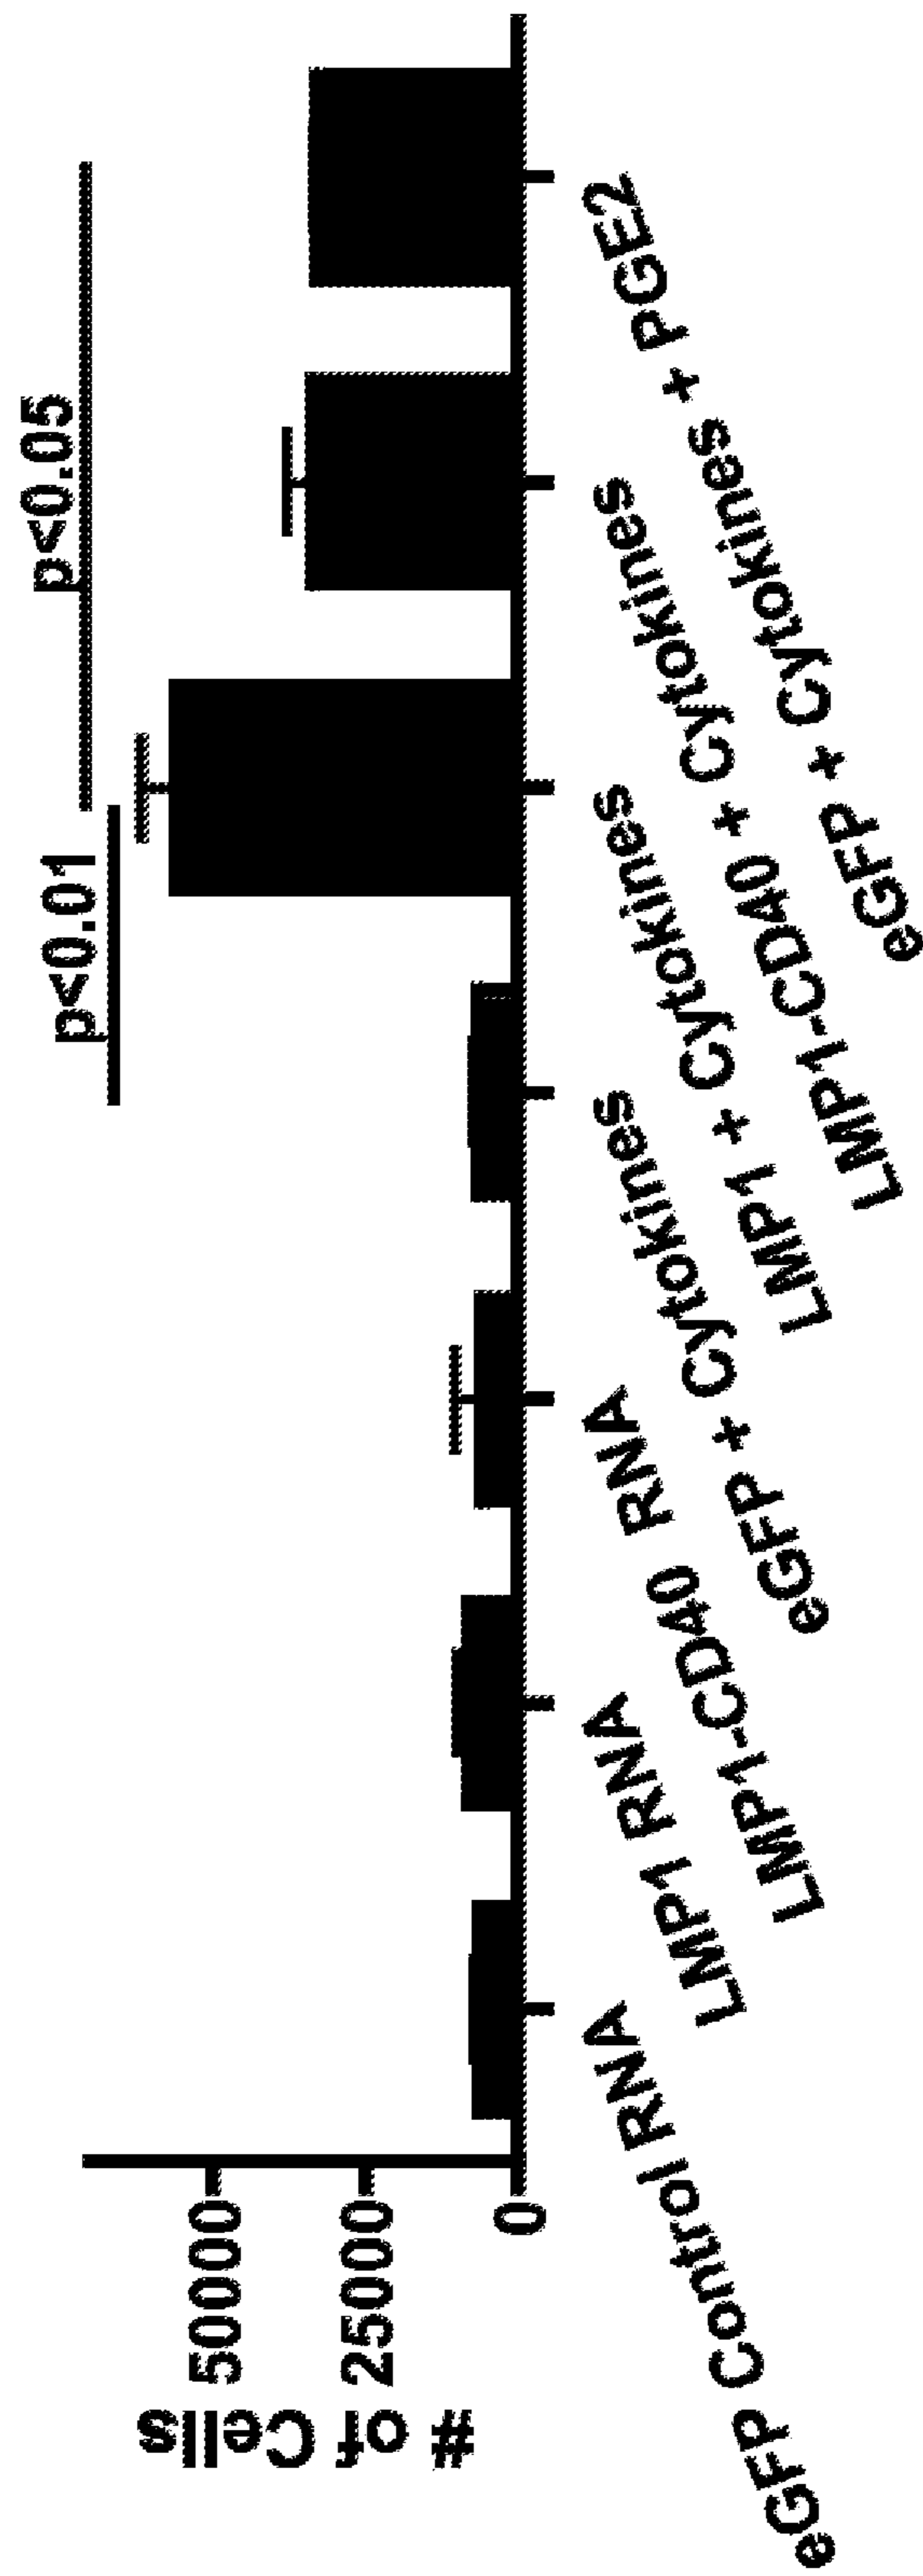 p<0.05
p<0.01
# of Cells
50000
25000
0
eGFP Control RNA
LMP1 RNA
LMP1-CD40 RNA
eGFP + Cytokines
LMP1 + Cytokines
LMP1-CD40 + Cytokines
eGFP + Cytokines + PGE2